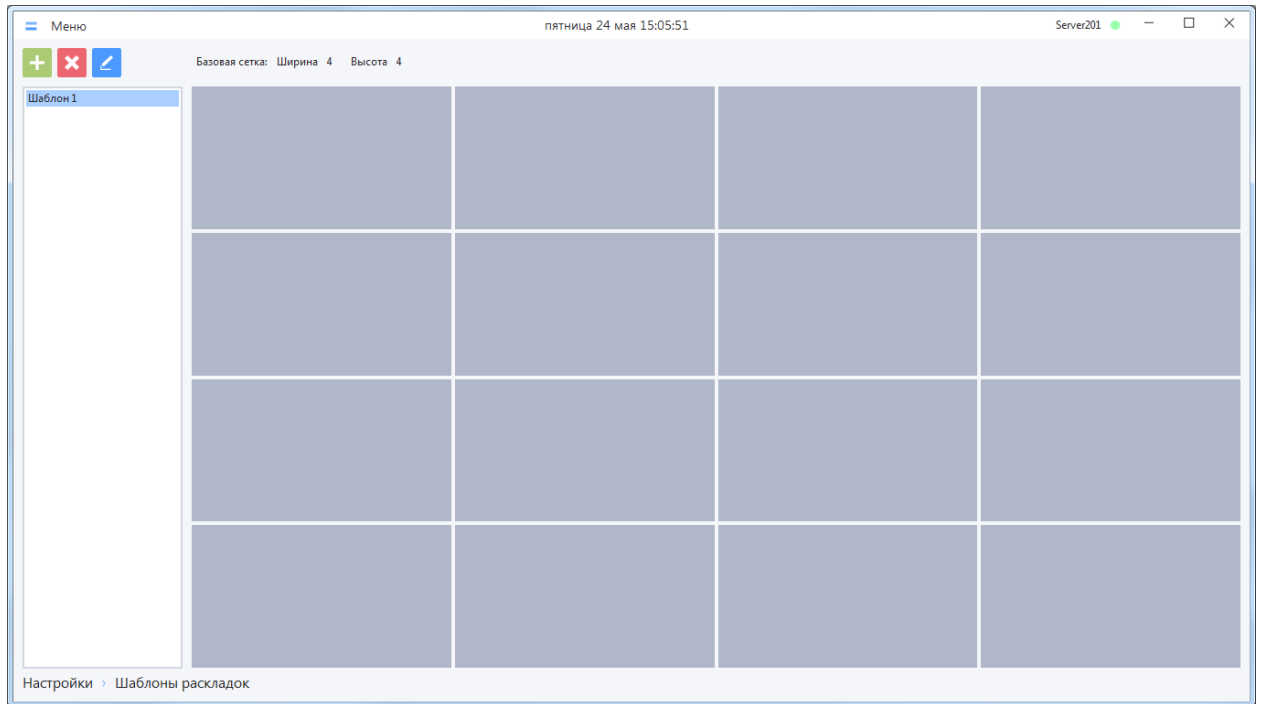 Меню пятница 24 мая 15:05:51 Server201
Базовая сетка: Ширина 4 Высота 4
Шаблон 1
Настройки › Шаблоны раскладок